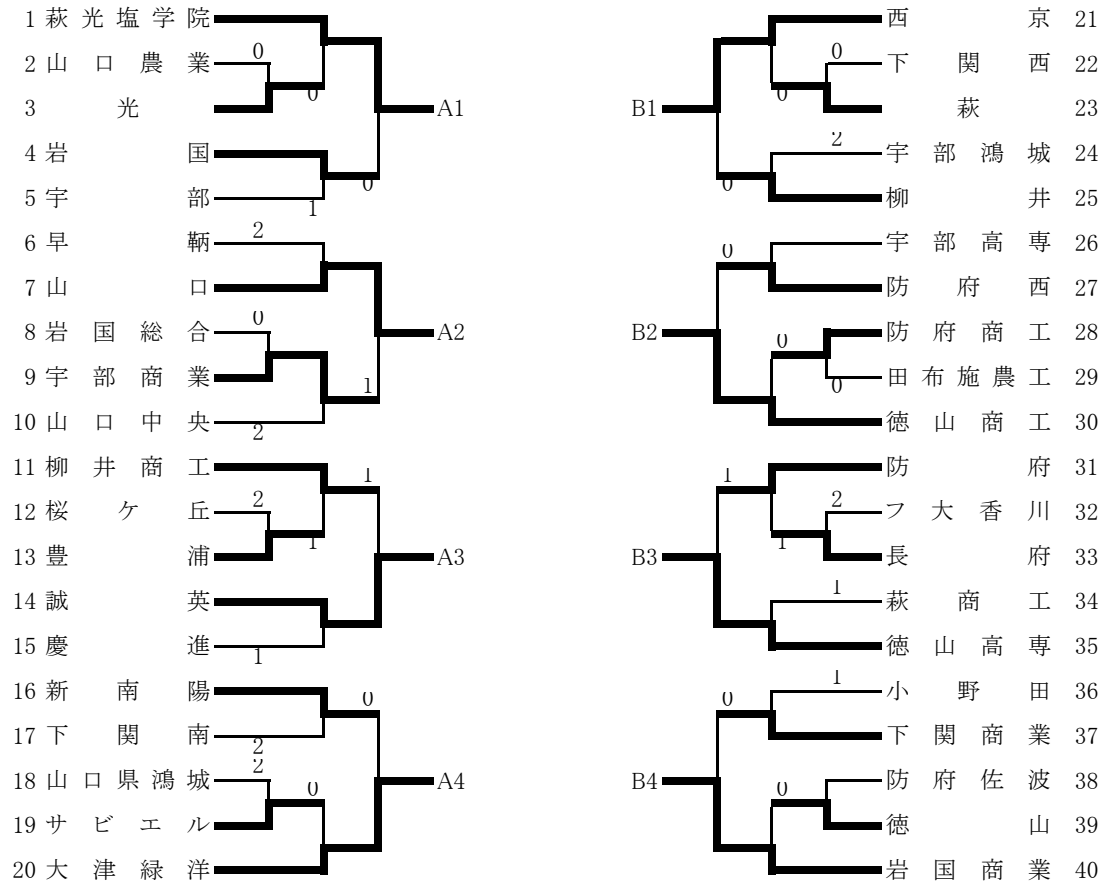 1 萩光塩学院
0
2 山口農業
0
3 光
A1
4 岩国
0
5 宇部
1
6 早鞆
2
7 山口
0
8 岩国総合
A2
9 宇部商業
1
10 山口中央
2
11 柳井商工
1
12 桜ケ丘
2
1
13 豊浦
A3
14 誠英
15 慶進
1
16 新南陽
0
17 下関南
2
2
18 山口県鴻城
0
A4
19 サビエル
20 大津緑洋
西京 21
0
下関西 22
0
B1
萩 23
2
宇部鴻城 24
0
柳井 25
0
宇部高専 26
防府西 27
B2
0
防府商工 28
田布施農工 29
0
徳山商工 30
防府 31
1
2
フ大香川 32
1
B3
長府 33
1
萩商工 34
徳山高専 35
1
小野田 36
0
下関商業 37
B4
0
防府佐波 38
徳山 39
岩国商業 40